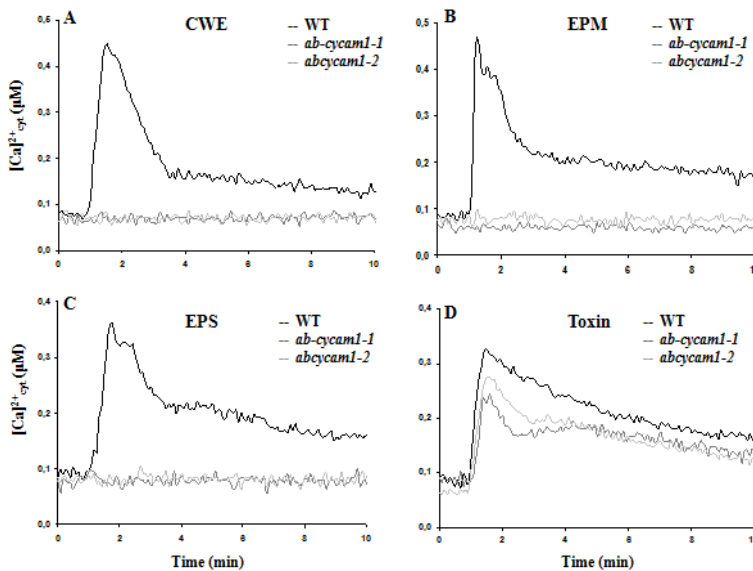 A
CWE
WT
ab-cycam1-1
abcycam1-2
0,6
0,5
0,4
0,3
0,2
0,1
0,0
0 2 4 6 8 10
[Ca]²⁺cyt. (µM)
B
EPM
WT
ab-cycam1-1
abcycam1-2
0,5
0,4
0,3
0,2
0,1
0,0
0 2 4 6 8 10
C
EPS
WT
ab-cycam1-1
abcycam1-2
0,4
0,3
0,2
0,1
0,0
0 2 4 6 8 10
[Ca]²⁺cyt. (µM)
Time (min)
D
Toxin
WT
ab-cycam1-1
abcycam1-2
0,4
0,3
0,2
0,1
0,0
0 2 4 6 8 10
Time (min)